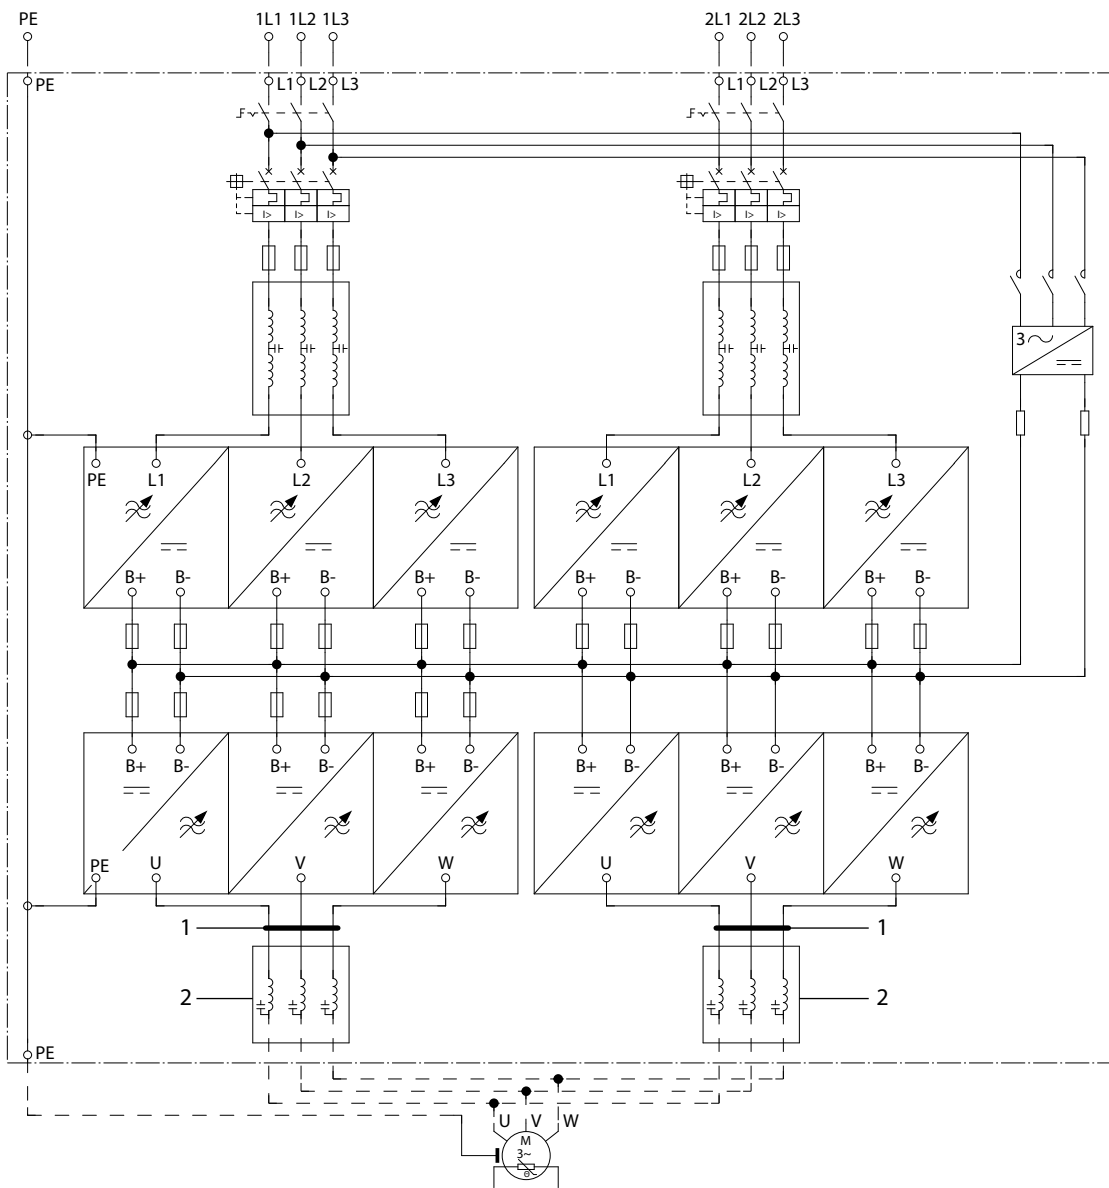 PE 1L1 1L2 1L3 2L1 2L2 2L3
PE L1 L2 L3 L1 L2 L3
I> I> I> I> I> I>
3
PE L1 L2 L3 L1 L2 L3
B+ B- B+ B- B+ B- B+ B- B+ B- B+ B-
B+ B- B+ B- B+ B- B+ B- B+ B- B+ B-
PE U V W U V W
1 1
2 2
PE
U V W
M
3~
Θ